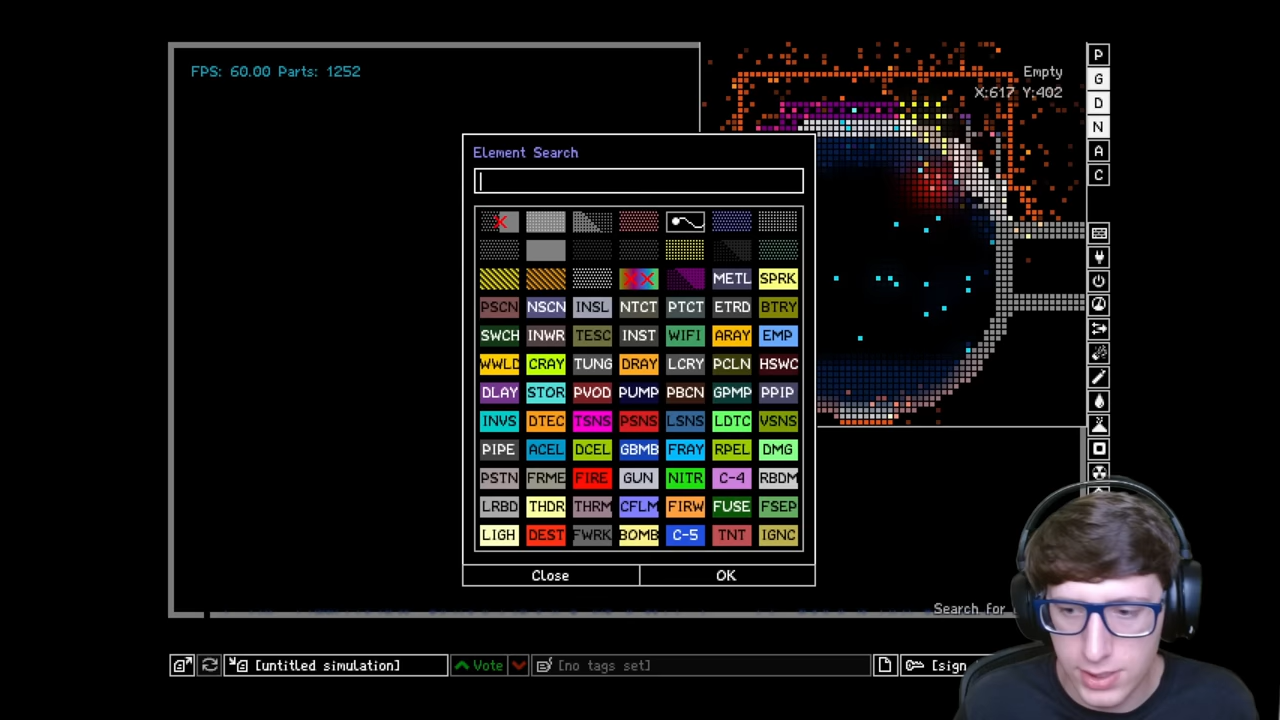 FPS: 60.00 Parts: 1252
Empty
X:617 Y:402
P
G
D
N
A
C
Element Search
METL SPRK
PSCN NSCN INSL NTCT PTCT ETRD BTRY
SWCH INWR TESC INST WIFI ARAY EMP
WWLD CRAY TUNG DRAY LCRY PCLN HSWC
DLAY STOR PVOD PUMP PBCN GPMP PPIP
INVS DTEC TSNS PSNS LSNS LDTC VSNS
PIPE ACEL DCEL GBMB FRAY RPEL DMG
PSTN FRME FIRE GUN NITR C-4 RBDM
LRBD THDR THRM CFLM FIRW FUSE FSEP
LIGH DEST FWRK BOMB C-5 TNT IGNC
Close OK
Search for
[untitled simulation] Vote [no tags set] [sign